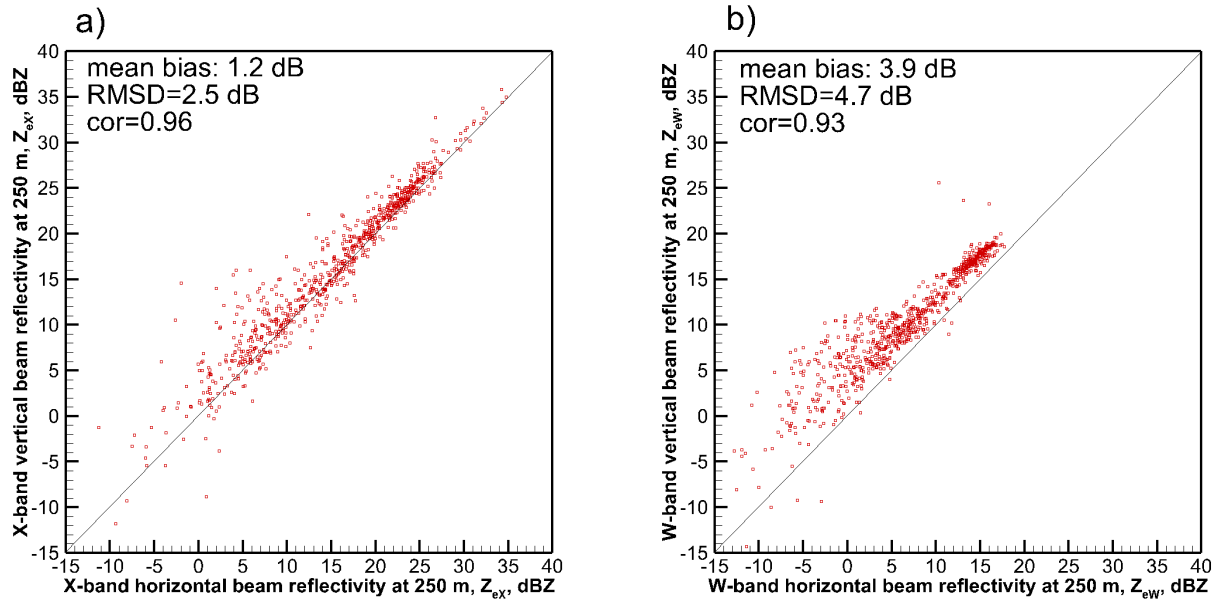 a)
mean bias: 1.2 dB
RMSD=2.5 dB
cor=0.96
X-band vertical beam reflectivity at 250 m, ZeX, dBZ
40
35
30
25
20
15
10
5
0
-5
-10
-15
-15 -10 -5 0 5 10 15 20 25 30 35 40
X-band horizontal beam reflectivity at 250 m, ZeX, dBZ
b)
mean bias: 3.9 dB
RMSD=4.7 dB
cor=0.93
W-band vertical beam reflectivity at 250 m, ZeW, dBZ
40
35
30
25
20
15
10
5
0
-5
-10
-15
-15 -10 -5 0 5 10 15 20 25 30 35 40
W-band horizontal beam reflectivity at 250 m, ZeW, dBZ